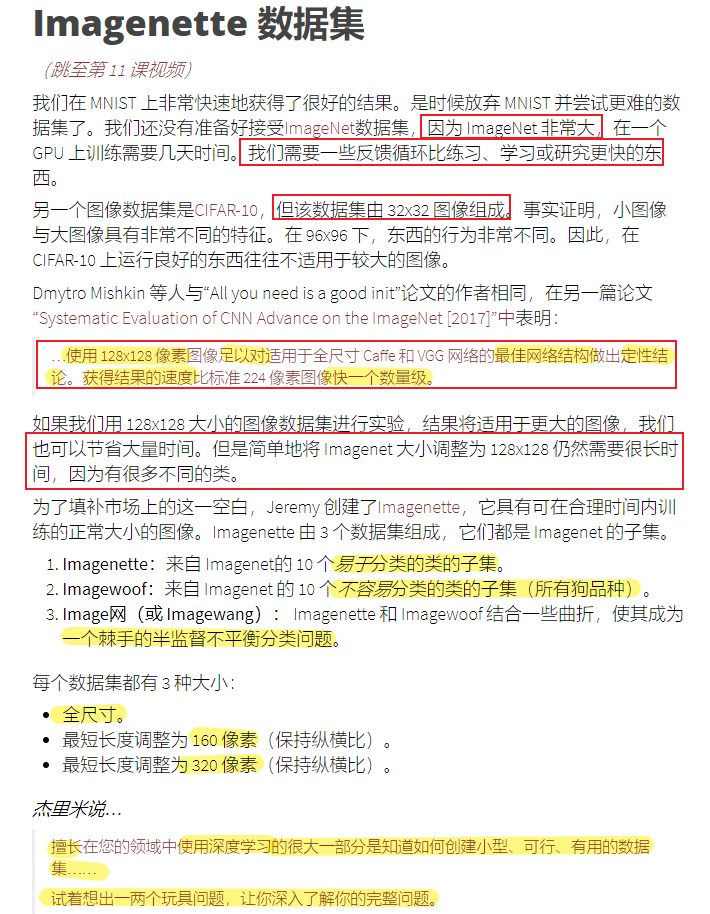 Imagenette 数据集
（跳至第 11 课视频）
我们在 MNIST 上非常快速地获得了很好的结果。是时候放弃 MNIST 并尝试更难的数
据集了。我们还没有准备好接受ImageNet数据集，因为 ImageNet 非常大，在一个
GPU 上训练需要几天时间。我们需要一些反馈循环比练习、学习或研究更快的东
西。
另一个图像数据集是CIFAR-10，但该数据集由 32x32 图像组成。事实证明，小图像
与大图像具有非常不同的特征。在 96x96 下，东西的行为非常不同。因此，在
CIFAR-10 上运行良好的东西往往不适用于较大的图像。
Dmytro Mishkin 等人与“All you need is a good init”论文的作者相同，在另一篇论文
“Systematic Evaluation of CNN Advance on the ImageNet [2017]”中表明：
…使用 128x128 像素图像足以对适用于全尺寸 Caffe 和 VGG 网络的最佳网络结构做出定性结
论。获得结果的速度比标准 224 像素图像快一个数量级。
如果我们用 128x128 大小的图像数据集进行实验，结果将适用于更大的图像，我们
也可以节省大量时间。但是简单地将 Imagenet 大小调整为 128x128 仍然需要很长时
间，因为有很多不同的类。
为了填补市场上的这一空白，Jeremy 创建了Imagenette，它具有可在合理时间内训
练的正常大小的图像。Imagenette 由 3 个数据集组成，它们都是 Imagenet 的子集。
1. Imagenette：来自 Imagenet的 10 个易于分类的类的子集。
2. Imagewoof：来自 Imagenet 的 10 个不容易分类的类的子集（所有狗品种）。
3. Image网（或 Imagewang）： Imagenette 和 Imagewoof 结合一些曲折，使其成为
一个棘手的半监督不平衡分类问题。
每个数据集都有 3 种大小：
• 全尺寸。
• 最短长度调整为 160 像素（保持纵横比）。
• 最短长度调整为 320 像素（保持纵横比）。
杰里米说…
擅长在您的领域中使用深度学习的很大一部分是知道如何创建小型、可行、有用的数据
集……
试着想出一两个玩具问题，让你深入了解你的完整问题。